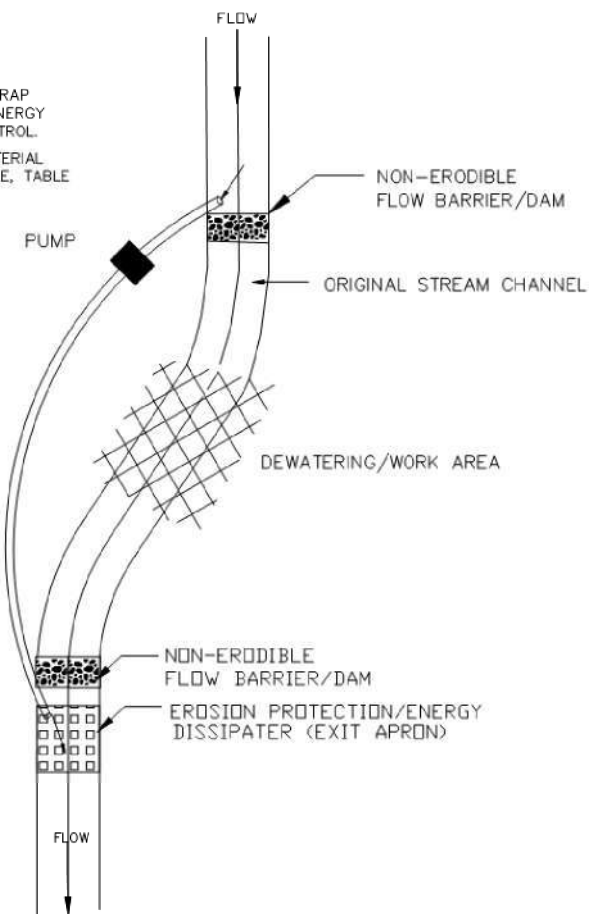 FLOW
RAP
NERGY
TROL.
TERIAL
E, TABLE
NON-ERODIBLE
FLOW BARRIER/DAM
PUMP
ORIGINAL STREAM CHANNEL
DEWATERING/WORK AREA
NON-ERODIBLE
FLOW BARRIER/DAM
EROSION PROTECTION/ENERGY
DISSIPATER (EXIT APRON)
FLOW